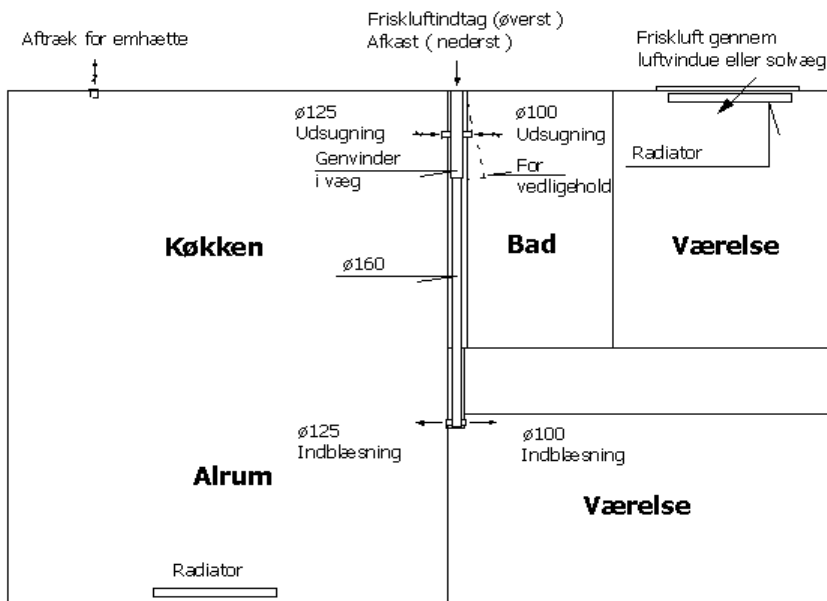 Friskluftindtag (øverst )
Afkast ( nederst )
Aftræk for emhætte
Friskluft gennem
luftvindue eller solvæg
ø125
Udsugning
ø100
Udsugning
Genvinder
i væg
For
vedligehold
Radiator
Køkken
Bad
Værelse
ø160
ø125
Indblæsning
ø100
Indblæsning
Alrum
Værelse
Radiator